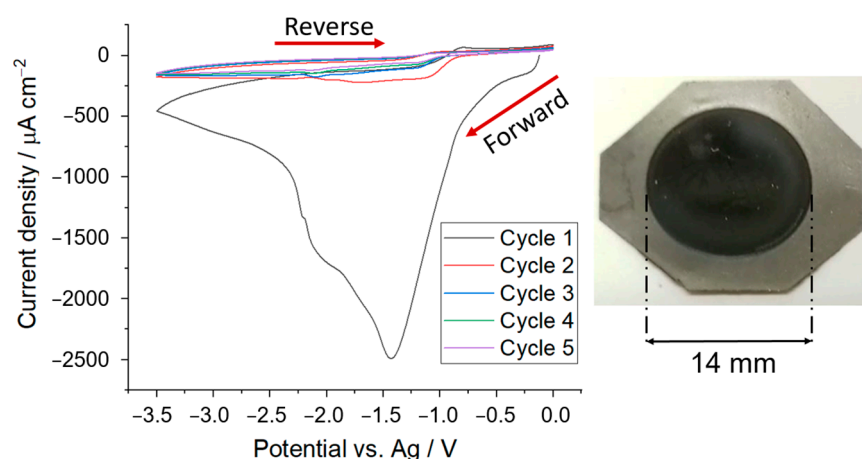 Reverse
Forward
0
−500
−1000
−1500
−2000
−2500
Current density / μA cm⁻²
Cycle 1
Cycle 2
Cycle 3
Cycle 4
Cycle 5
−3.5 −3.0 −2.5 −2.0 −1.5 −1.0 −0.5 0.0
Potential vs. Ag / V
14 mm